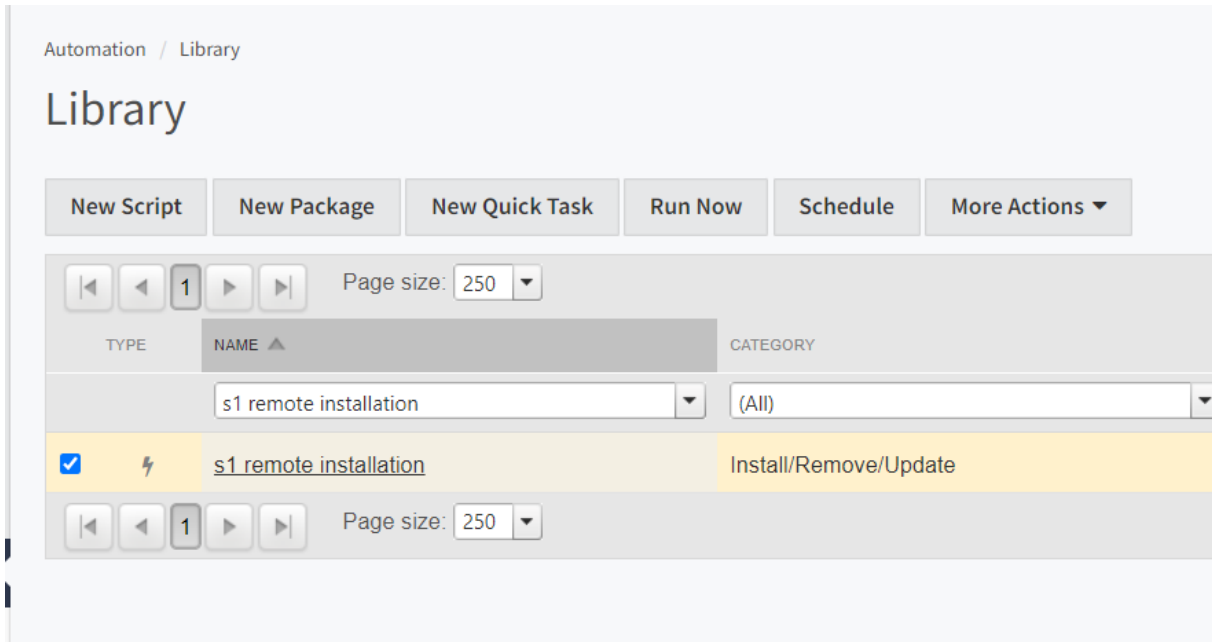 Automation / Library
Library
New Script New Package New Quick Task Run Now Schedule More Actions
1 Page size: 250
TYPE NAME CATEGORY
s1 remote installation (All)
s1 remote installation Install/Remove/Update
1 Page size: 250